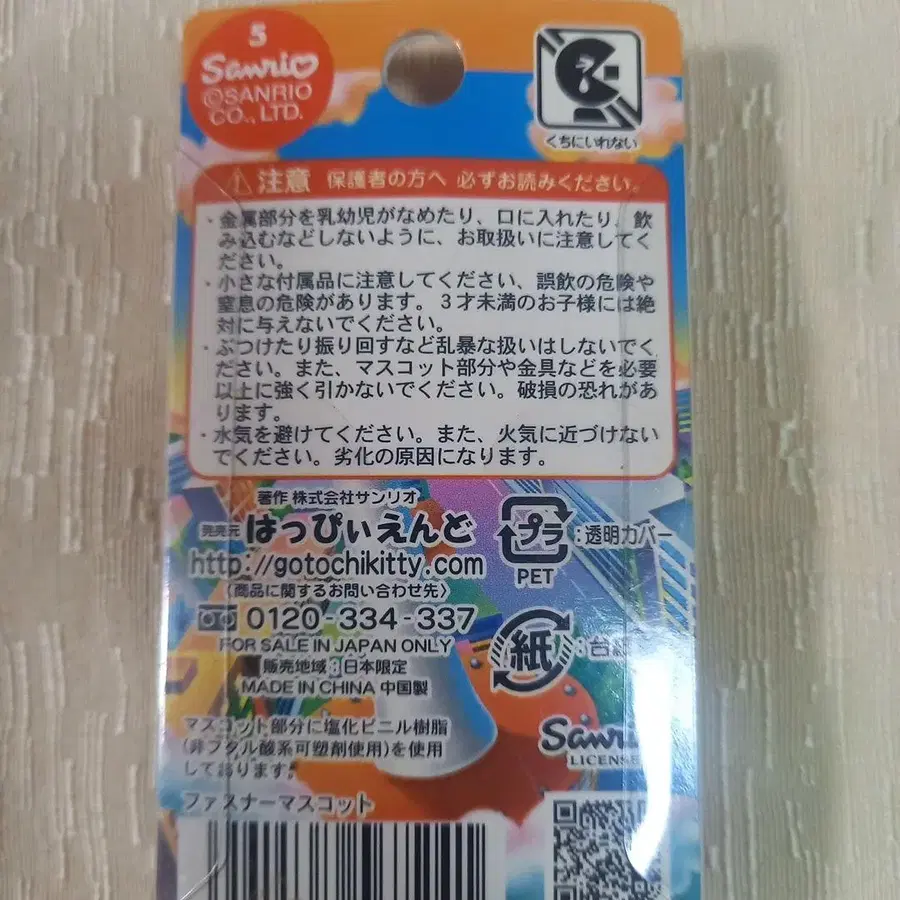 5
Sanrio
©SANRIO
CO., LTD.
くちにいれない
注意 保護者の方へ 必ずお読みください。
・金属部分を乳幼児がなめたり、口に入れたり、飲
み込むなどしないように、お取扱いに注意してく
ださい。
・小さな付属品に注意してください、誤飲の危険や
窒息の危険があります。3才未満のお子様には絶
対に与えないでください。
・ぶつけたり振り回すなど乱暴な扱いはしないでく
ださい。また、マスコット部分や金具などを必要
以上に強く引かないでください。破損の恐れがあ
ります。
・水気を避けてください。また、火気に近づけない
でください。劣化の原因になります。
著作 株式会社サンリオ
発売元 はっぴぃえんど
http://gotochikitty.com
〈商品に関するお問い合わせ先〉
0120-334-337
FOR SALE IN JAPAN ONLY
販売地域:日本限定
MADE IN CHINA 中国製
プラ :透明カバー
PET
紙 :台紙
マスコット部分に塩化ビニル樹脂
(非フタル酸系可塑剤使用)を使用
しております。
Sanrio
LICENSE
ファスナーマスコット